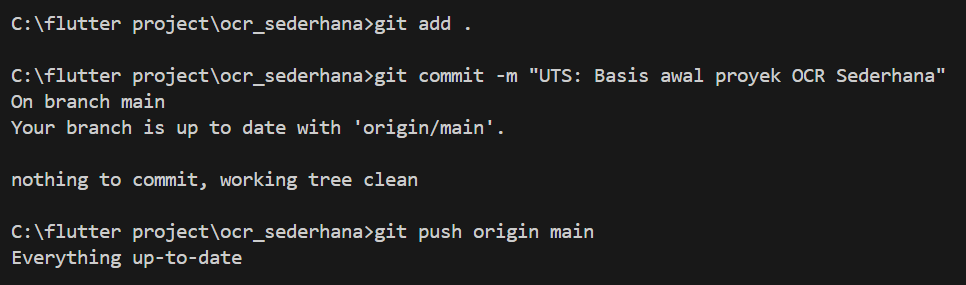 C:\flutter project\ocr_sederhana>git add .
C:\flutter project\ocr_sederhana>git commit -m "UTS: Basis awal proyek OCR Sederhana"
On branch main
Your branch is up to date with 'origin/main'.
nothing to commit, working tree clean
C:\flutter project\ocr_sederhana>git push origin main
Everything up-to-date